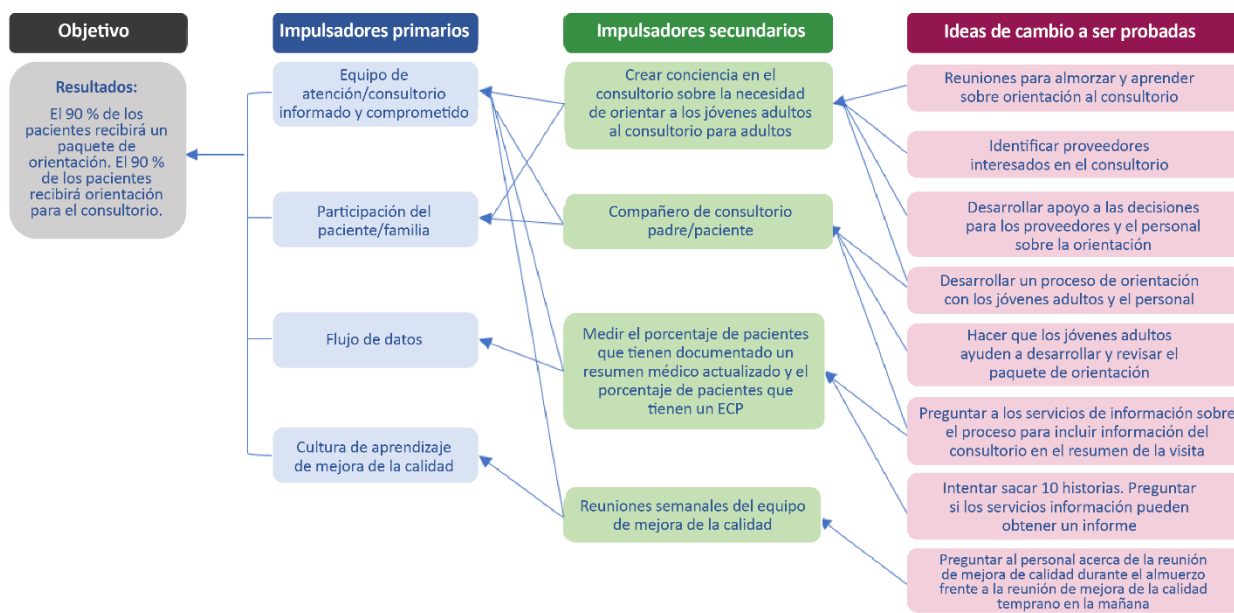 Objetivo
Resultados:
El 90 % de los
pacientes recibirá un
paquete de
orientación. El 90 %
de los pacientes
recibirá orientación
para el consultorio.
Impulsadores primarios
Equipo de
atención/consultorio
informado y comprometido
Participación del
paciente/familia
Flujo de datos
Cultura de aprendizaje
de mejora de la calidad
Impulsadores secundarios
Crear conciencia en el
consultorio sobre la necesidad
de orientar a los jóvenes adultos
al consultorio para adultos
Compañero de consultorio
padre/paciente
Medir el porcentaje de pacientes
que tienen documentado un
resumen médico actualizado y el
porcentaje de pacientes que
tienen un ECP
Reuniones semanales del equipo
de mejora de la calidad
Ideas de cambio a ser probadas
Reuniones para almorzar y aprender
sobre orientación al consultorio
Identificar proveedores
interesados en el consultorio
Desarrollar apoyo a las decisiones
para los proveedores y el personal
sobre la orientación
Desarrollar un proceso de orientación
con los jóvenes adultos y el personal
Hacer que los jóvenes adultos
ayuden a desarrollar y revisar el
paquete de orientación
Preguntar a los servicios de información sobre
el proceso para incluir información del
consultorio en el resumen de la visita
Intentar sacar 10 historias. Preguntar
si los servicios información pueden
obtener un informe
Preguntar al personal acerca de la reunión
de mejora de calidad durante el almuerzo
frente a la reunión de mejora de la calidad
temprano en la mañana